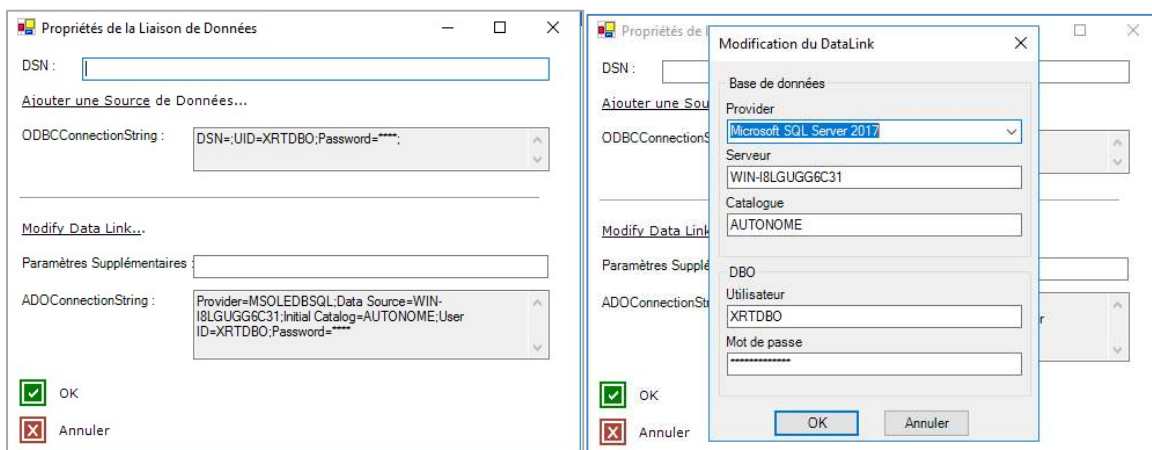 Propriétés de la Liaison de Données
DSN :
Ajouter une Source de Données...
ODBCConnectionString :
DSN=;UID=XRTDBO;Password=****;
Modify Data Link...
Paramètres Supplémentaires :
ADOConnectionString :
Provider=MSOLEDBSQL;Data Source=WIN-
I8LGUGG6C31;Initial Catalog=AUTONOME;User
ID=XRTDBO;Password=****
OK
Annuler
Propriétés de l
DSN :
Ajouter une Sou
ODBCConnectionS
Modify Data Link
Paramètres Supplé
ADOConnectionStr
r
OK
Annuler
Modification du DataLink
Base de données
Provider
Microsoft SQL Server 2017
Serveur
WIN-I8LGUGG6C31
Catalogue
AUTONOME
DBO
Utilisateur
XRTDBO
Mot de passe
*************
OK
Annuler